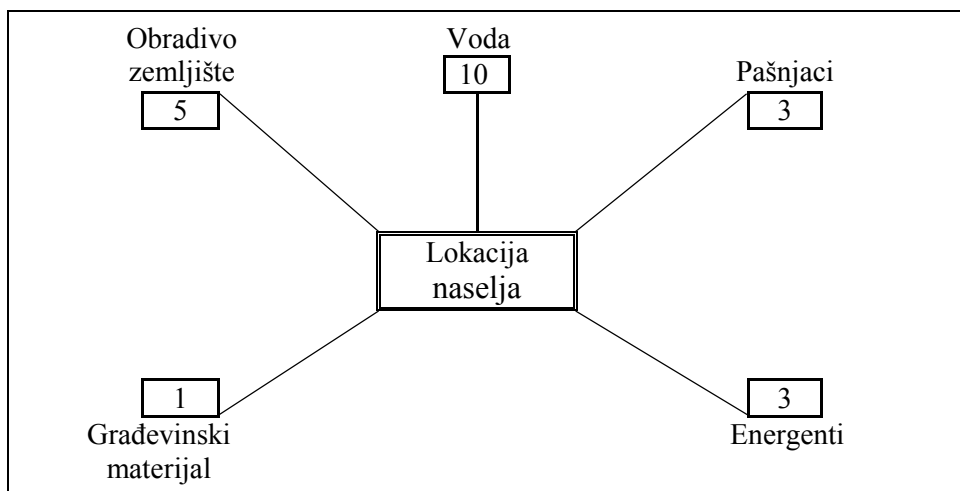 Obradivo
zemljište
5
Voda
10
Pašnjaci
3
Lokacija
naselja
1
Građevinski
materijal
3
Energenti